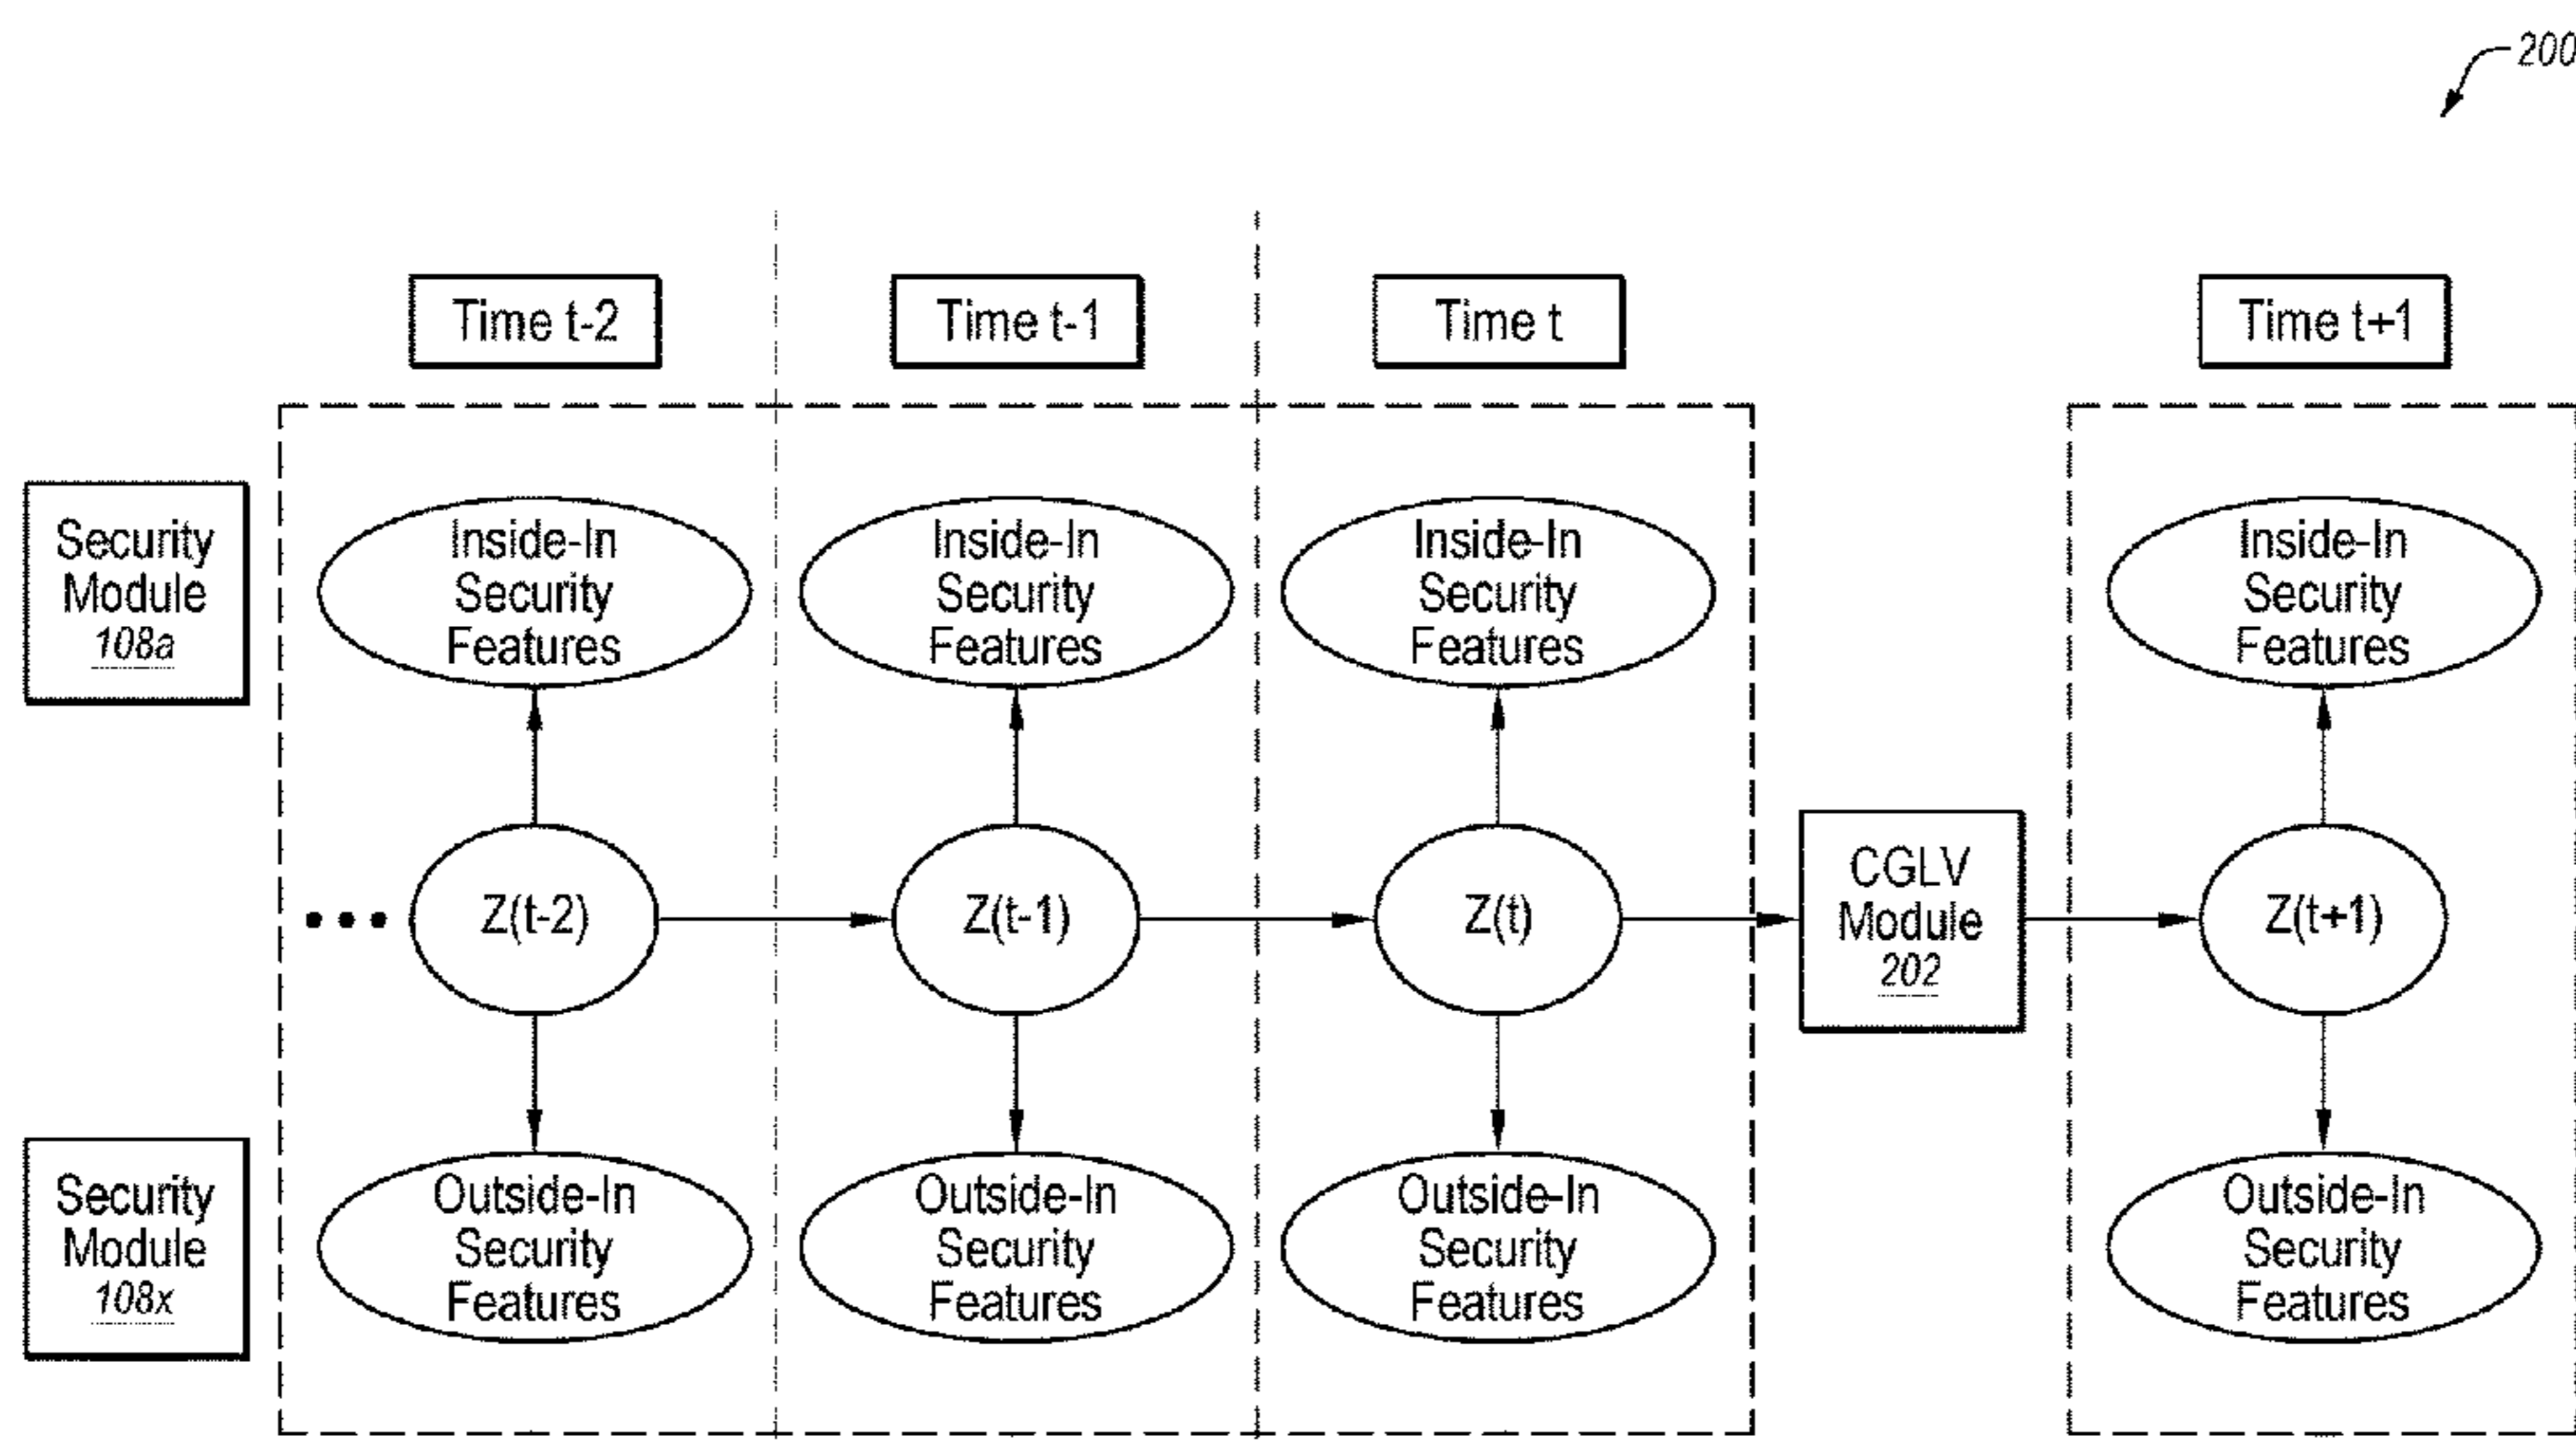 200
Time t-2
Time t-1
Time t
Time t+1
Security
Module
108a
Inside-In
Security
Features
Inside-In
Security
Features
Inside-In
Security
Features
Inside-In
Security
Features
Z(t-2)
Z(t-1)
Z(t)
CGLV
Module
202
Z(t+1)
Security
Module
108x
Outside-In
Security
Features
Outside-In
Security
Features
Outside-In
Security
Features
Outside-In
Security
Features